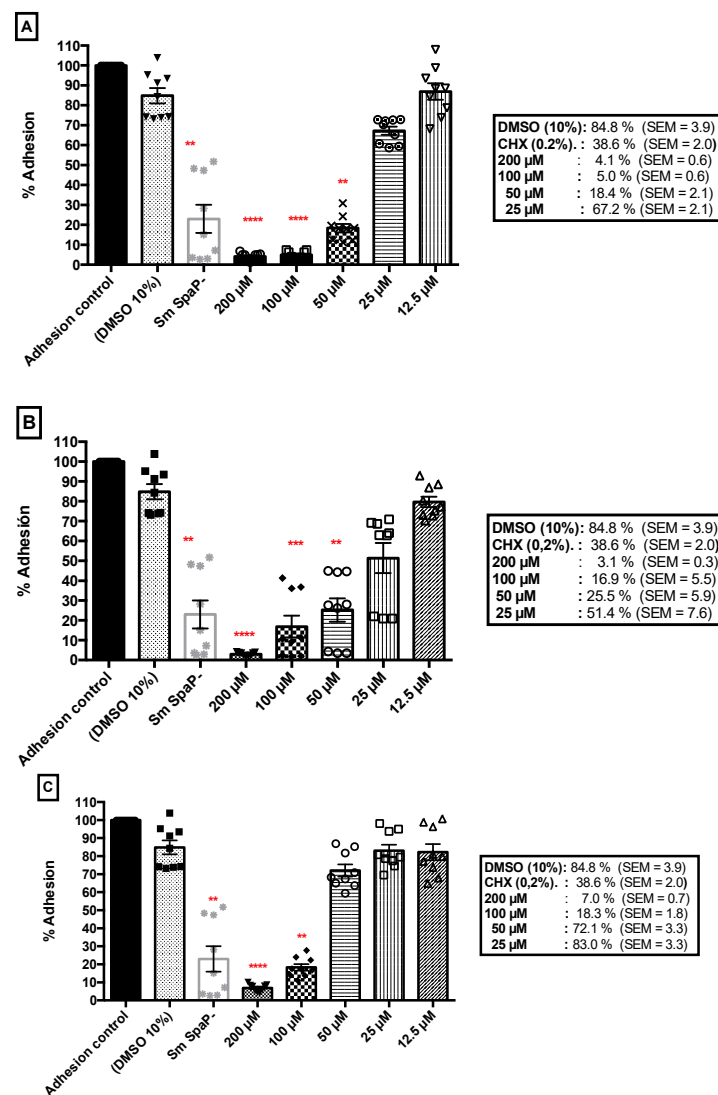 A
110
100
90
80
70
60
50
40
30
20
10
0
% Adhesion
**
****
****
**
Adhesion control
(DMSO 10%)
Sm SpaP-
200 µM
100 µM
50 µM
25 µM
12.5 µM
DMSO (10%): 84.8 % (SEM = 3.9)
CHX (0.2%). : 38.6 % (SEM = 2.0)
200 µM : 4.1 % (SEM = 0.6)
100 µM : 5.0 % (SEM = 0.6)
50 µM : 18.4 % (SEM = 2.1)
25 µM : 67.2 % (SEM = 2.1)
B
110
100
90
80
70
60
50
40
30
20
10
0
% Adhesión
**
****
***
**
Adhesion control
(DMSO 10%)
Sm SpaP-
200 µM
100 µM
50 µM
25 µM
12.5 µM
DMSO (10%): 84.8 % (SEM = 3.9)
CHX (0,2%). : 38.6 % (SEM = 2.0)
200 µM : 3.1 % (SEM = 0.3)
100 µM : 16.9 % (SEM = 5.5)
50 µM : 25.5 % (SEM = 5.9)
25 µM : 51.4 % (SEM = 7.6)
C
110
100
90
80
70
60
50
40
30
20
10
0
% Adhesion
**
****
**
Adhesion control
(DMSO 10%)
Sm SpaP-
200 µM
100 µM
50 µM
25 µM
12.5 µM
DMSO (10%): 84.8 % (SEM = 3.9)
CHX (0,2%). : 38.6 % (SEM = 2.0)
200 µM : 7.0 % (SEM = 0.7)
100 µM : 18.3 % (SEM = 1.8)
50 µM : 72.1 % (SEM = 3.3)
25 µM : 83.0 % (SEM = 3.3)